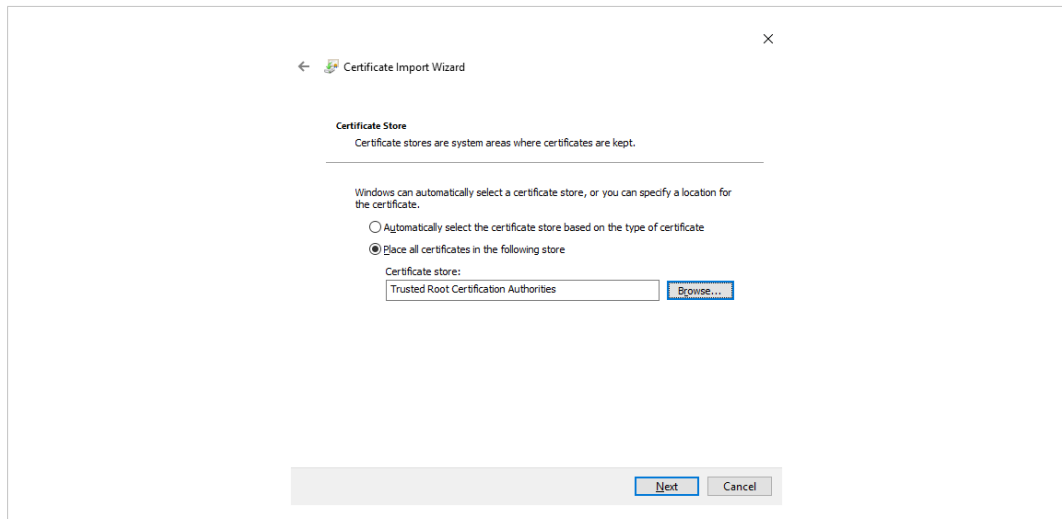 Certificate Import Wizard
Certificate Store
Certificate stores are system areas where certificates are kept.
Windows can automatically select a certificate store, or you can specify a location for
the certificate.
Automatically select the certificate store based on the type of certificate
Place all certificates in the following store
Certificate store:
Trusted Root Certification Authorities
Browse...
Next
Cancel